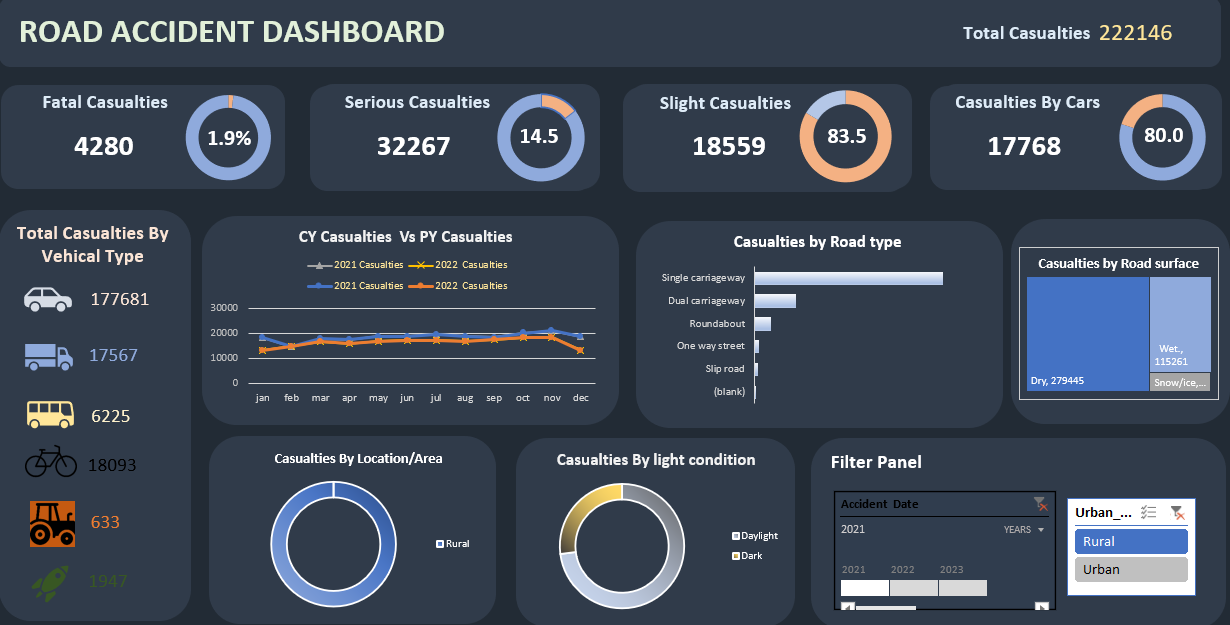 ROAD ACCIDENT DASHBOARD
Total Casualties 222146
Fatal Casualties
4280
1.9%
Serious Casualties
32267
14.5
Slight Casualties
18559
83.5
Casualties By Cars
17768
80.0
Total Casualties By
Vehical Type
177681
17567
6225
18093
633
1947
CY Casualties Vs PY Casualties
2021 Casualties 2022 Casualties
2021 Casualties 2022 Casualties
30000
20000
10000
0
jan feb mar apr may jun jul aug sep oct nov dec
Casualties by Road type
Single carriageway
Dual carriageway
Roundabout
One way street
Slip road
(blank)
Casualties by Road surface
Dry, 279445
Wet.,
115261
Snow/ice,...
Casualties By Location/Area
Rural
Casualties By light condition
Daylight
Dark
Filter Panel
Accident Date
2021 YEARS
2021 2022 2023
Urban_...
Rural
Urban